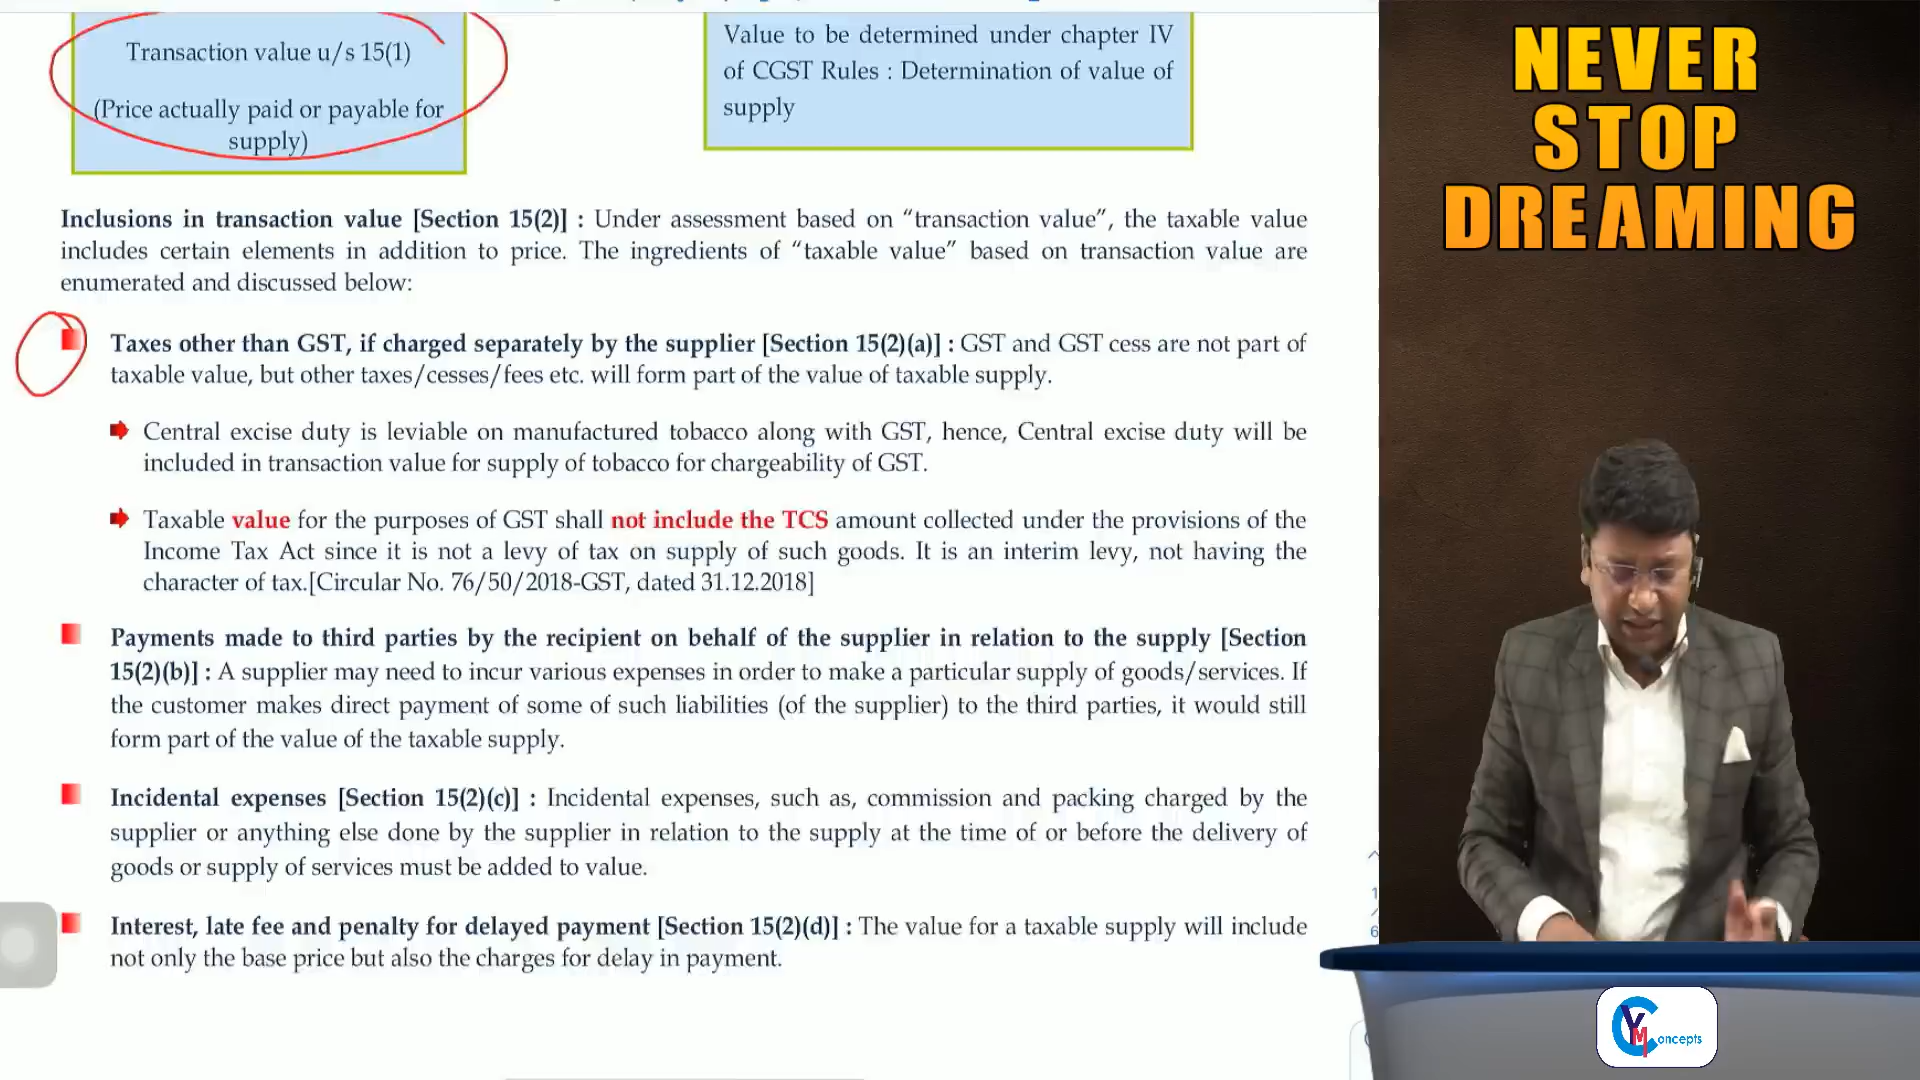 Transaction value u/s 15(1)
(Price actually paid or payable for
supply)
Value to be determined under chapter IV
of CGST Rules : Determination of value of
supply
Inclusions in transaction value [Section 15(2)] : Under assessment based on “transaction value”, the taxable value
includes certain elements in addition to price. The ingredients of “taxable value” based on transaction value are
enumerated and discussed below:
Taxes other than GST, if charged separately by the supplier [Section 15(2)(a)] : GST and GST cess are not part of
taxable value, but other taxes/cesses/fees etc. will form part of the value of taxable supply.
Central excise duty is leviable on manufactured tobacco along with GST, hence, Central excise duty will be
included in transaction value for supply of tobacco for chargeability of GST.
Taxable value for the purposes of GST shall not include the TCS amount collected under the provisions of the
Income Tax Act since it is not a levy of tax on supply of such goods. It is an interim levy, not having the
character of tax.[Circular No. 76/50/2018-GST, dated 31.12.2018]
Payments made to third parties by the recipient on behalf of the supplier in relation to the supply [Section
15(2)(b)] : A supplier may need to incur various expenses in order to make a particular supply of goods/services. If
the customer makes direct payment of some of such liabilities (of the supplier) to the third parties, it would still
form part of the value of the taxable supply.
Incidental expenses [Section 15(2)(c)] : Incidental expenses, such as, commission and packing charged by the
supplier or anything else done by the supplier in relation to the supply at the time of or before the delivery of
goods or supply of services must be added to value.
Interest, late fee and penalty for delayed payment [Section 15(2)(d)] : The value for a taxable supply will include
not only the base price but also the charges for delay in payment.
NEVER
STOP
DREAMING
VM Concepts